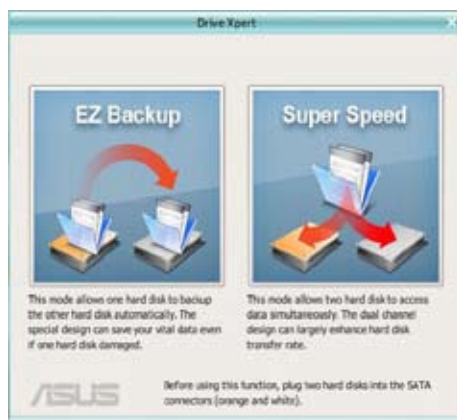 Drive Xpert
EZ Backup
Super Speed
This mode allows one hard disk to backup
the other hard disk automatically. The
special design can save your vital data even
if one hard disk damaged.
This mode allows two hard disk to access
data simultaneously. The dual channel
design can largely enhance hard disk
transfer rate.
ASUS
Before using this function, plug two hard disks into the SATA
connectors (orange and white).